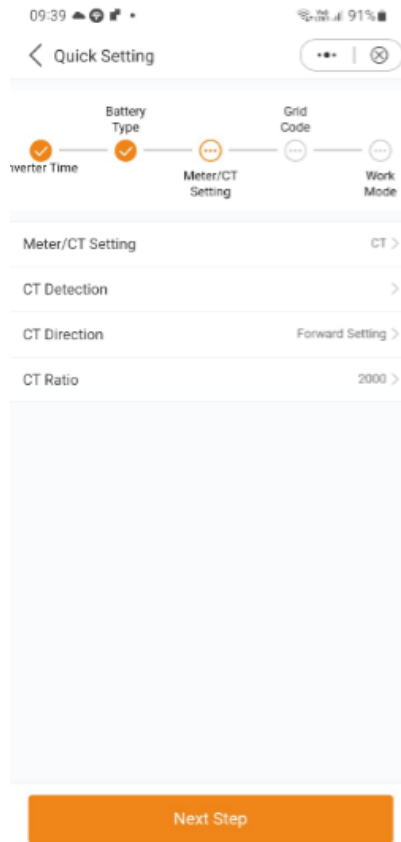 09:39 91%
Quick Setting
Battery Type
Grid Code
nverter Time
Meter/CT Setting
Work Mode
Meter/CT Setting CT
CT Detection
CT Direction Forward Setting
CT Ratio 2000
Next Step